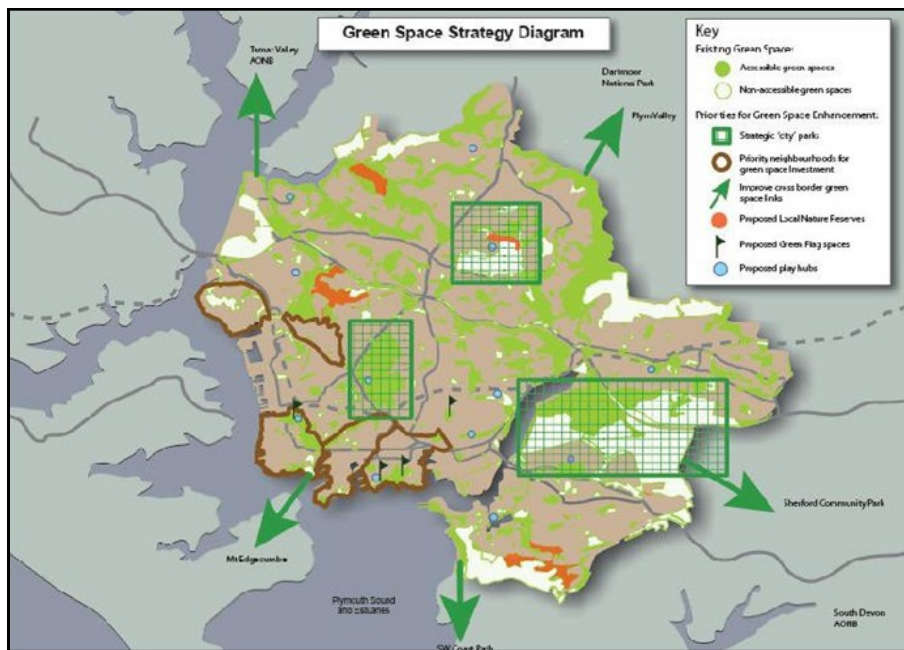 Green Space Strategy Diagram
Key
Existing Green Space:
Accessible green spaces
Non-accessible green spaces
Priorities for Green Space Enhancement:
Strategic 'city' parks
Priority neighbourhoods for
green space Investment
Improve cross border green
space links
Proposed Local Nature Reserves
Proposed Green Flag spaces
Proposed play hubs
Tamar Valley
AONB
Dartmoor
National Park
Plym Valley
Sherford Community Park
Mt Edgecumbe
Plymouth Sound
and Estuaries
South Devon
AONB
SW Coast Park